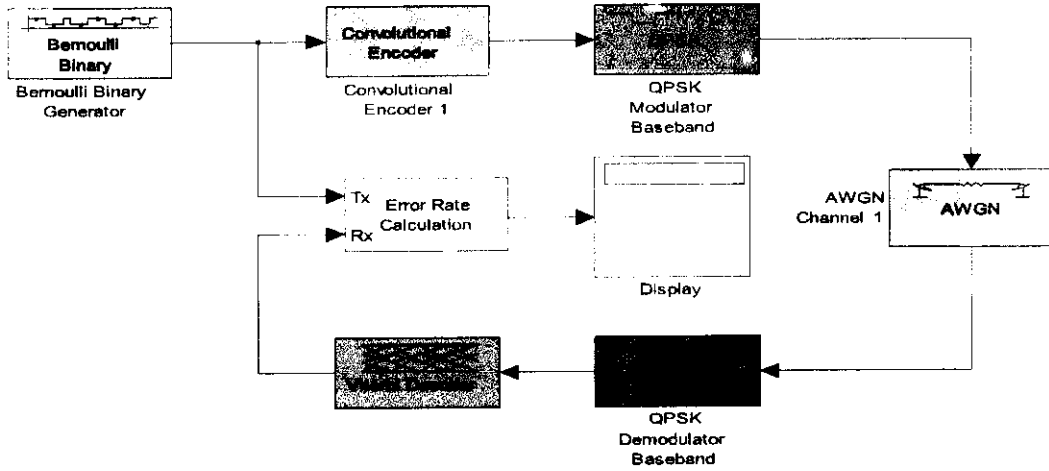 Bernoulli
Binary
Bernoulli Binary
Generator
Convolutional
Encoder
Convolutional
Encoder 1
QPSK
Modulator
Baseband
Tx
Rx
Error Rate
Calculation
Display
AWGN
Channel 1
AWGN
QPSK
Demodulator
Baseband